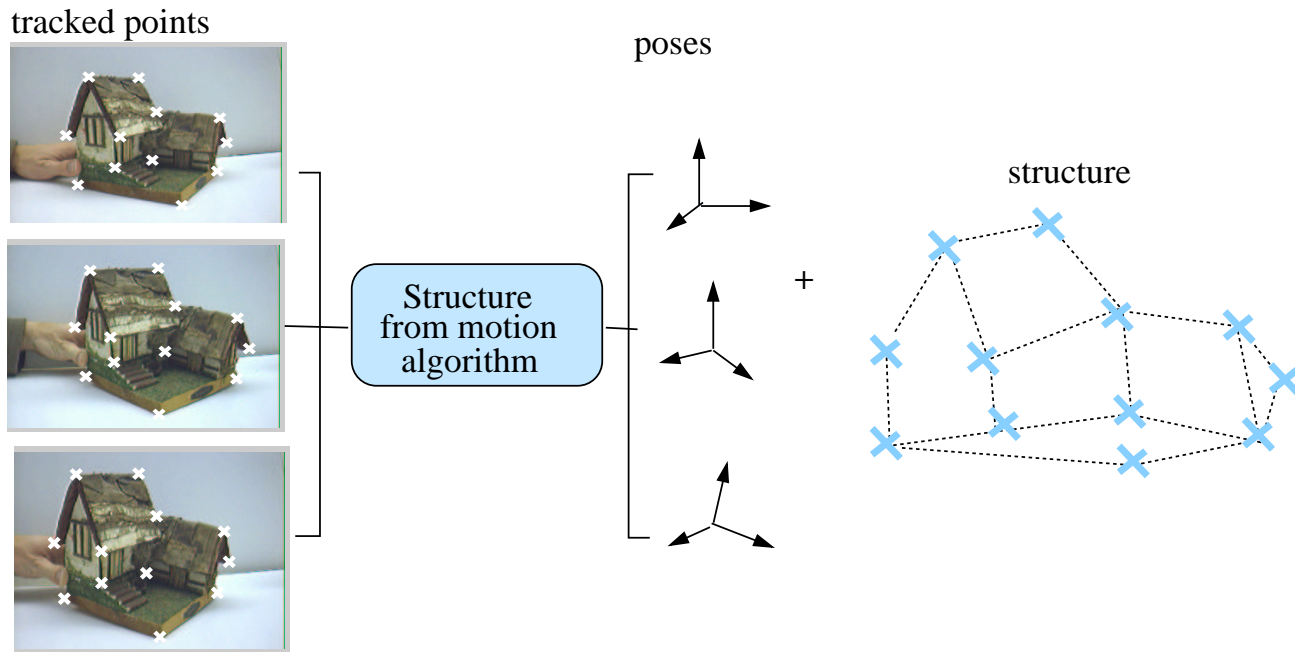 tracked points
poses
structure
+
Structure
from motion
algorithm